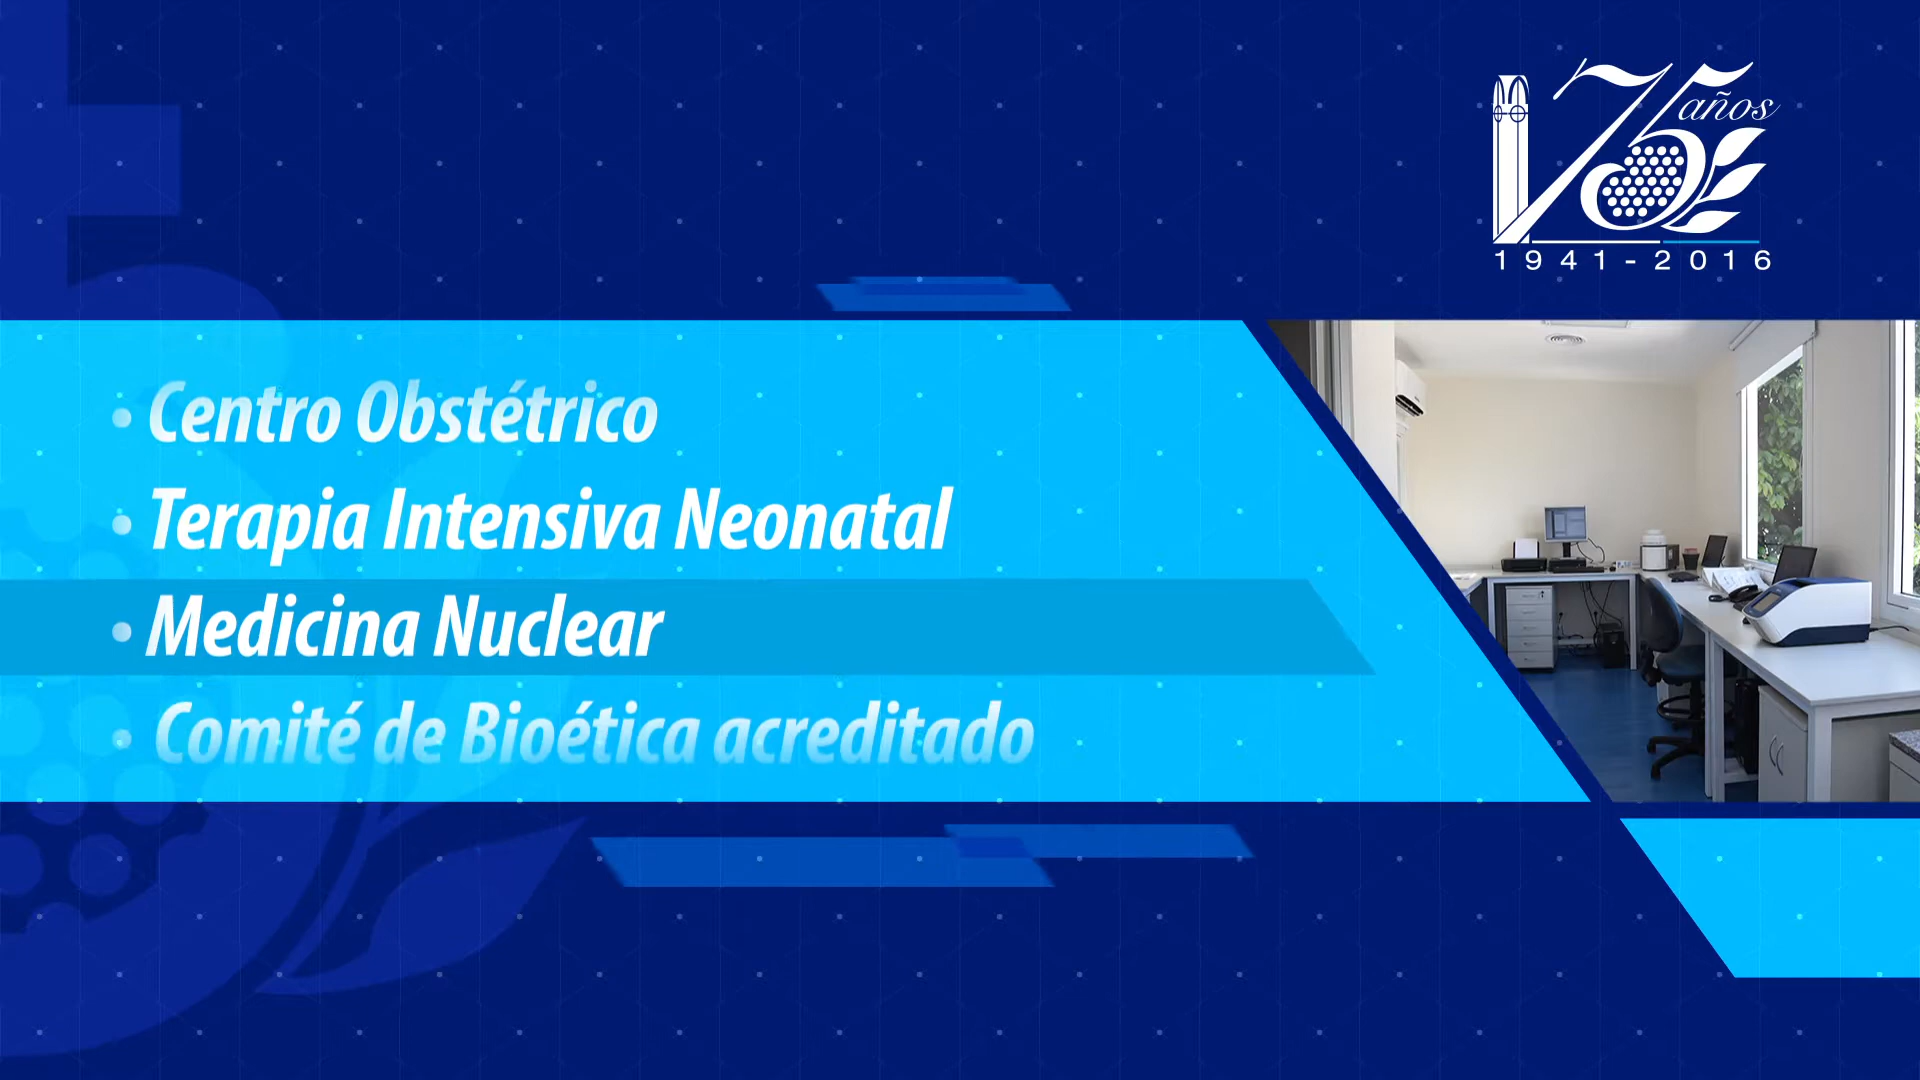 75 años
1941-2016
• Centro Obstétrico
• Terapia Intensiva Neonatal
• Medicina Nuclear
• Comité de Bioética acreditado